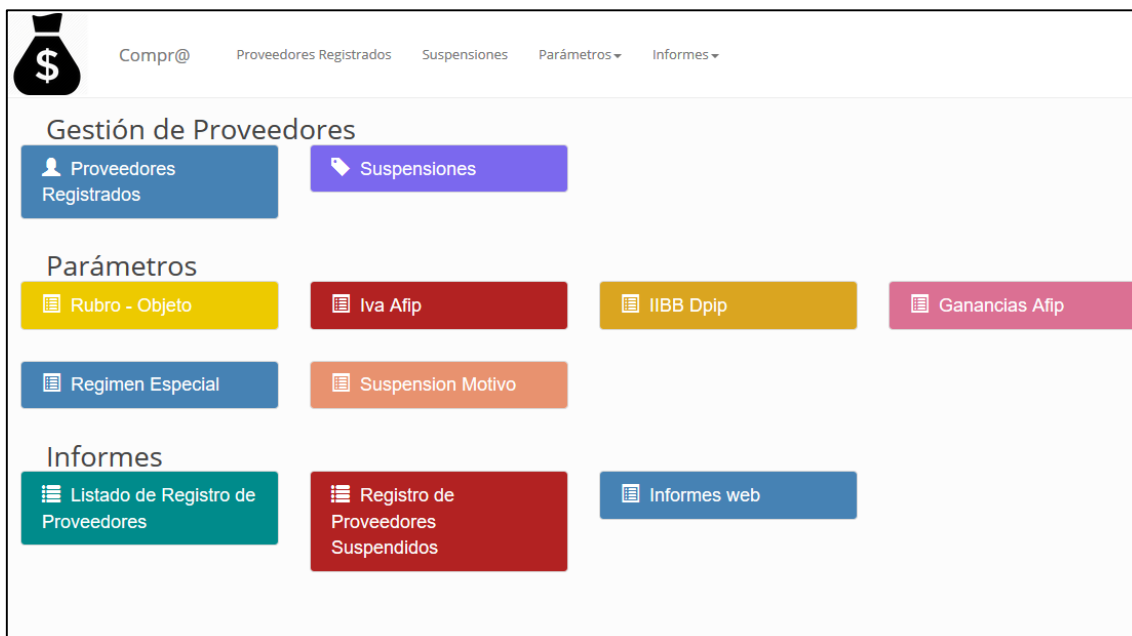 $
Compr@ Proveedores Registrados Suspensiones Parámetros Informes
Gestión de Proveedores
Proveedores
Registrados
Suspensiones
Parámetros
Rubro - Objeto
Iva Afip
IIBB Dpip
Ganancias Afip
Regimen Especial
Suspension Motivo
Informes
Listado de Registro de
Proveedores
Registro de
Proveedores
Suspendidos
Informes web